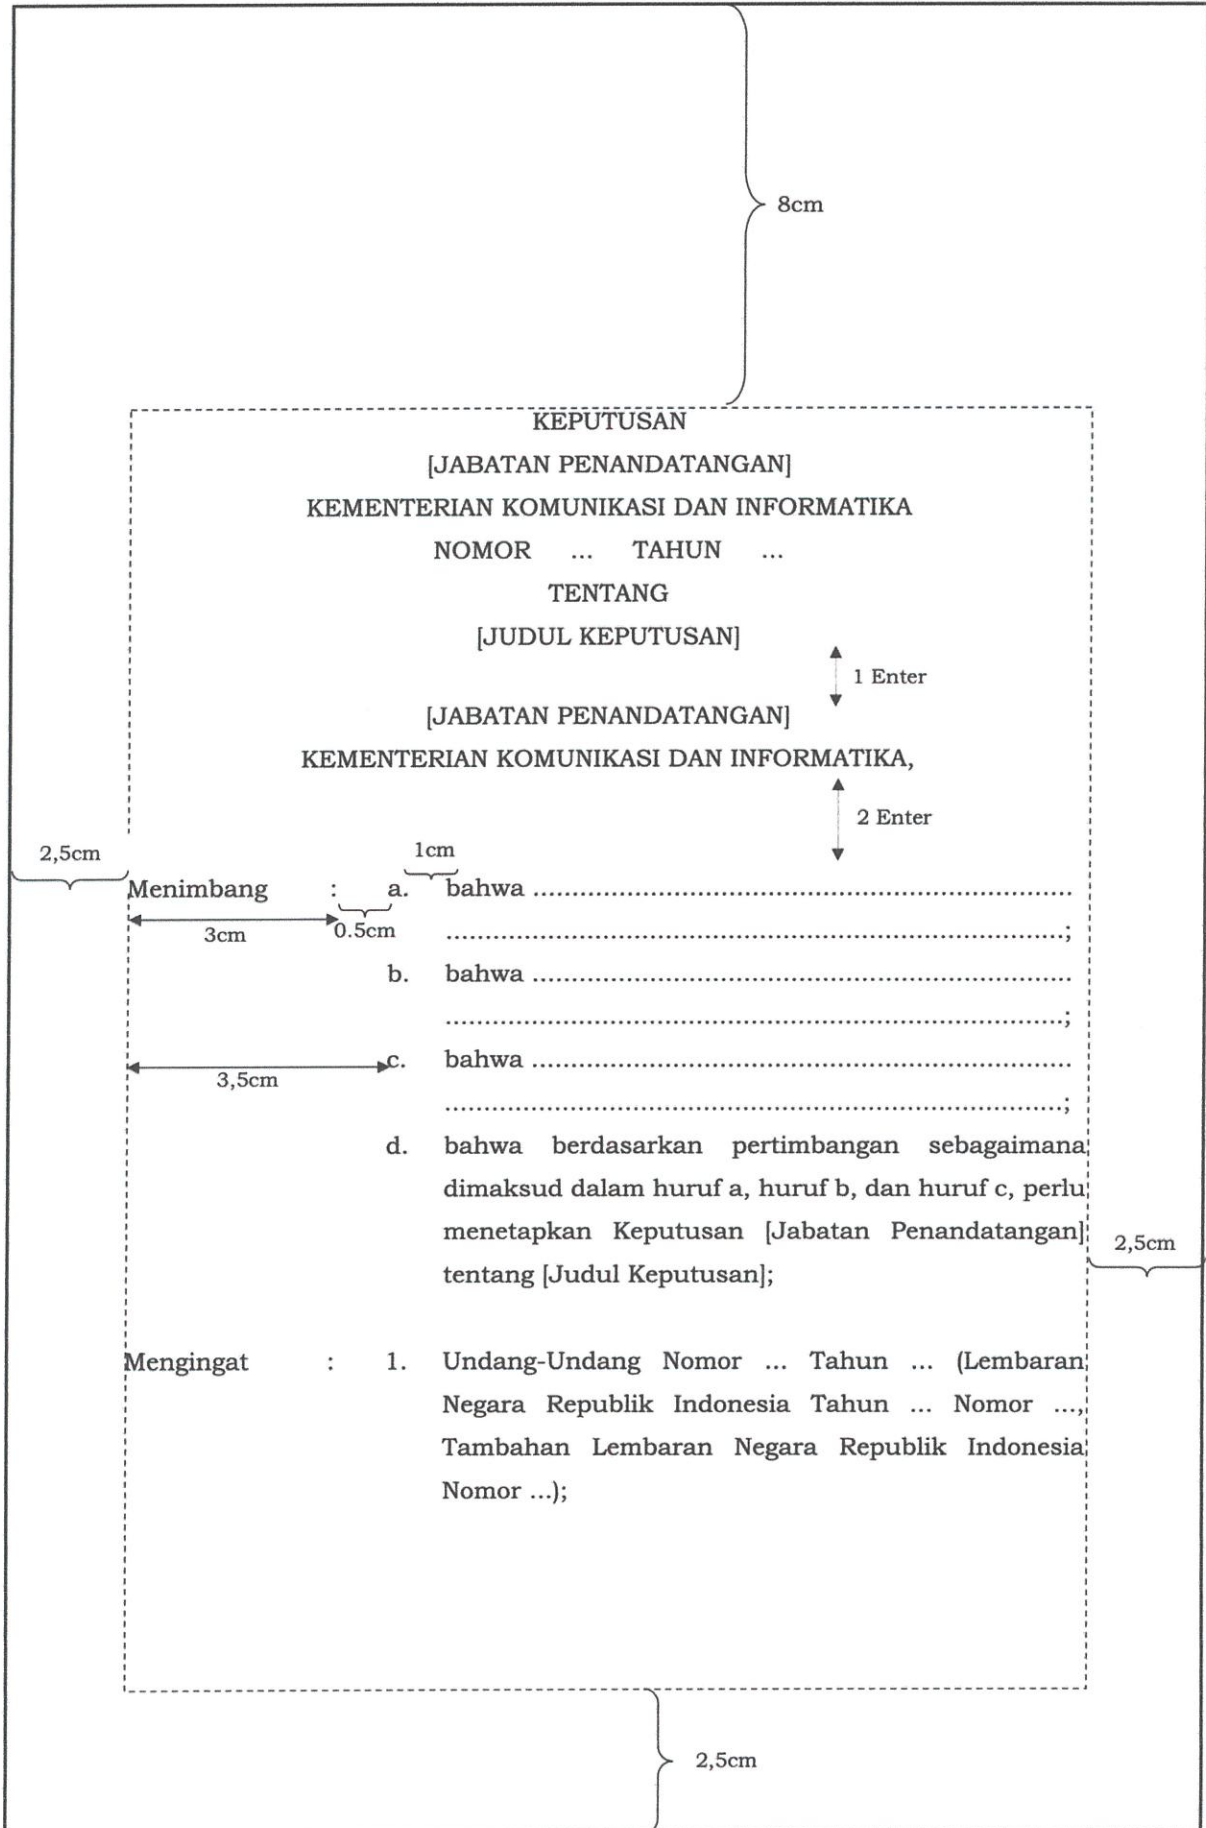 8cm
KEPUTUSAN
[JABATAN PENANDATANGAN]
KEMENTERIAN KOMUNIKASI DAN INFORMATIKA
NOMOR ... TAHUN ...
TENTANG
[JUDUL KEPUTUSAN]
1 Enter
[JABATAN PENANDATANGAN]
KEMENTERIAN KOMUNIKASI DAN INFORMATIKA,
2 Enter
2,5cm
1cm
Menimbang : a. bahwa ......................................................................
3cm
0.5cm
................................................................................;
b. bahwa ......................................................................
................................................................................;
c. bahwa ......................................................................
3,5cm
................................................................................;
d. bahwa berdasarkan pertimbangan sebagaimana
dimaksud dalam huruf a, huruf b, dan huruf c, perlu
menetapkan Keputusan [Jabatan Penandatangan]
2,5cm
tentang [Judul Keputusan];
Mengingat : 1. Undang-Undang Nomor ... Tahun ... (Lembaran
Negara Republik Indonesia Tahun ... Nomor ...,
Tambahan Lembaran Negara Republik Indonesia
Nomor ...);
2,5cm